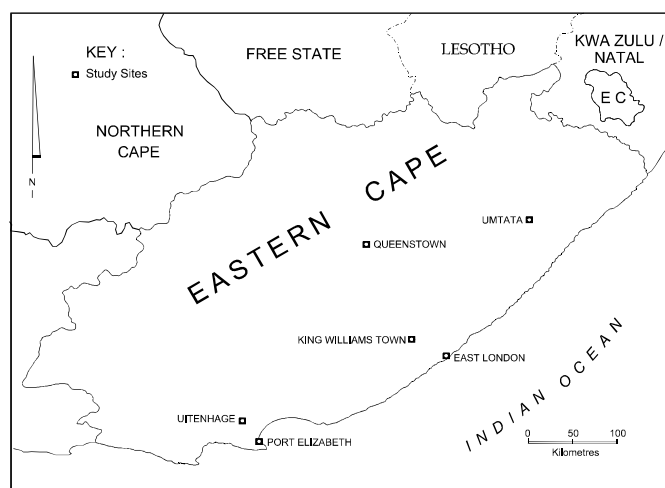 KEY :
Study Sites
N
NORTHERN
CAPE
FREE STATE
LESOTHO
KWA ZULU /
NATAL
E C
EASTERN CAPE
UMTATA
QUEENSTOWN
KING WILLIAMS TOWN
EAST LONDON
UITENHAGE
PORT ELIZABETH
INDIAN OCEAN
0 50 100
Kilometres